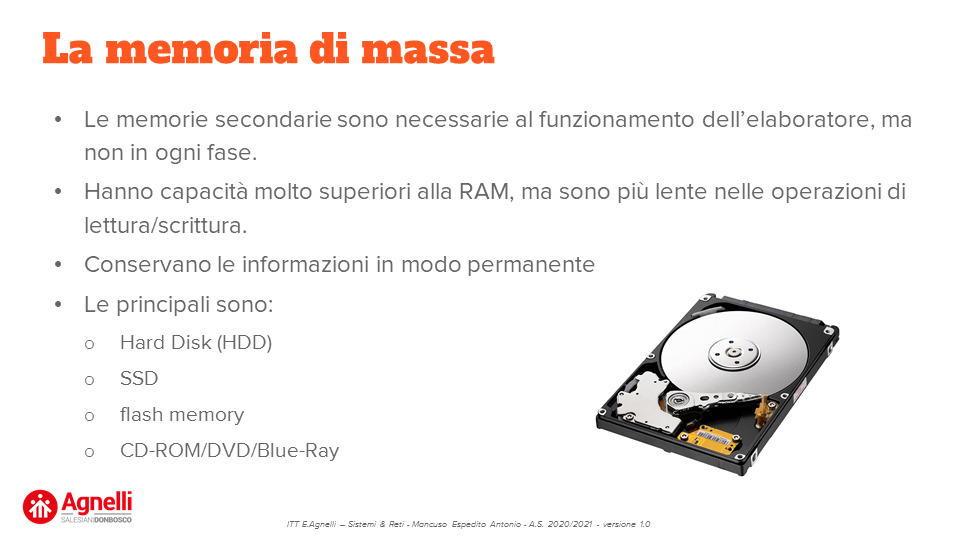 La memoria di massa
• Le memorie secondarie sono necessarie al funzionamento dell’elaboratore, ma
non in ogni fase.
• Hanno capacità molto superiori alla RAM, ma sono più lente nelle operazioni di
lettura/scrittura.
• Conservano le informazioni in modo permanente
• Le principali sono:
o Hard Disk (HDD)
o SSD
o flash memory
o CD-ROM/DVD/Blue-Ray
Agnelli
SALESIANI DONBOSCO
ITT E.Agnelli – Sistemi & Reti - Mancuso Espedito Antonio - A.S. 2020/2021 - versione 1.0